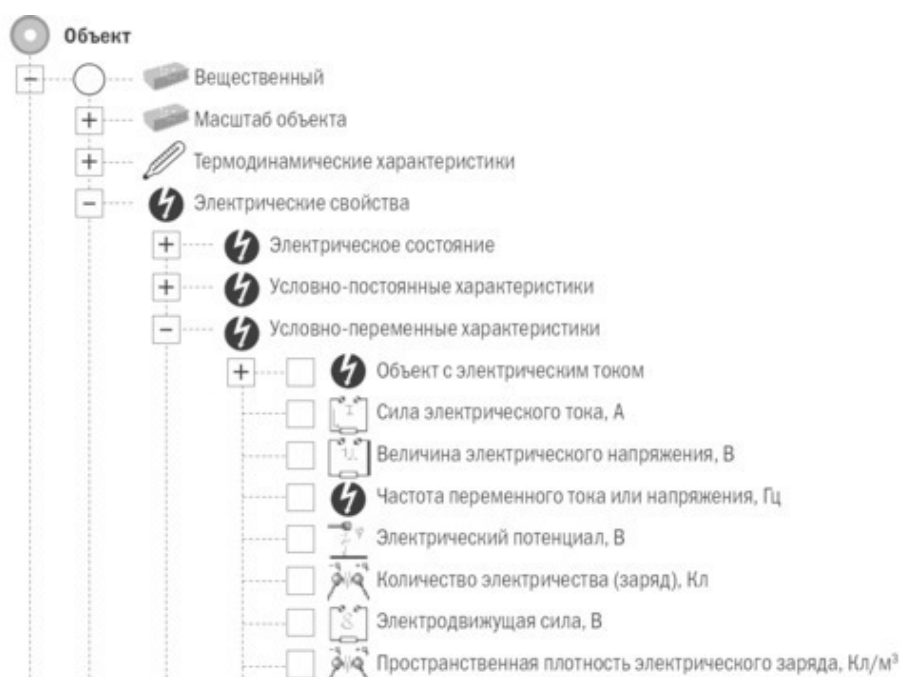 Объект
Вещественный
Масштаб объекта
Термодинамические характеристики
Электрические свойства
Электрическое состояние
Условно-постоянные характеристики
Условно-переменные характеристики
Объект с электрическим током
Сила электрического тока, А
Величина электрического напряжения, В
Частота переменного тока или напряжения, Гц
Электрический потенциал, В
Количество электричества (заряд), Кл
Электродвижущая сила, В
Пространственная плотность электрического заряда, Кл/м³